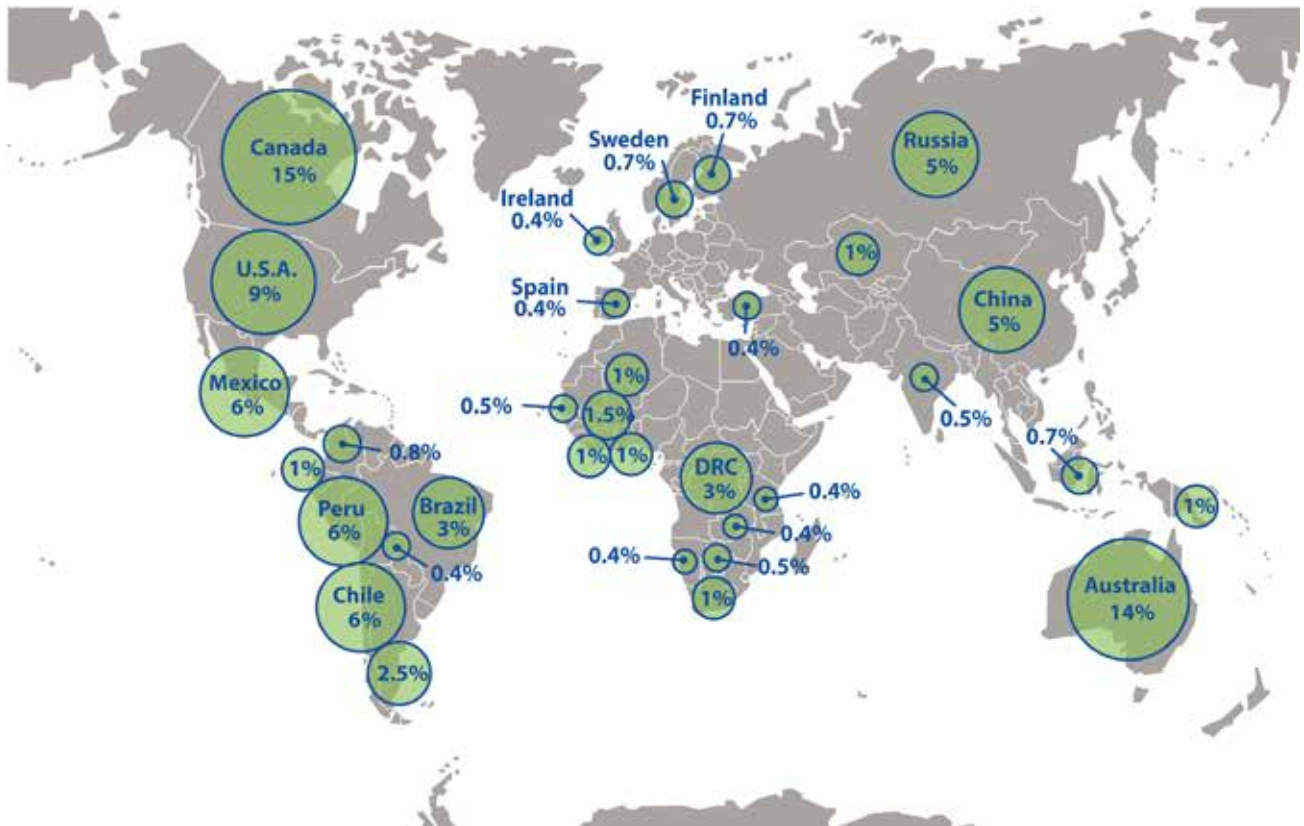 Canada
15%
U.S.A.
9%
Mexico
6%
0.8%
1%
Peru
6%
Brazil
3%
0.4%
Chile
6%
2.5%
Finland
0.7%
Sweden
0.7%
Ireland
0.4%
Spain
0.4%
0.4%
Russia
5%
1%
China
5%
0.5%
0.7%
1%
Australia
14%
1%
0.5%
1.5%
1%
1%
DRC
3%
0.4%
0.4%
0.4%
0.5%
1%